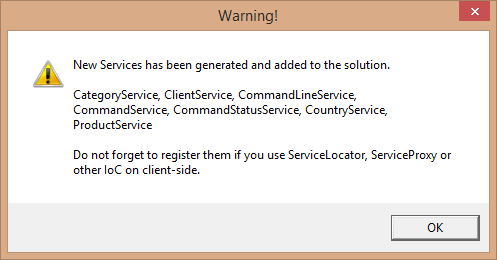 Warning!
New Services has been generated and added to the solution.
CategoryService, ClientService, CommandLineService,
CommandService, CommandStatusService, CountryService,
ProductService
Do not forget to register them if you use ServiceLocator, ServiceProxy or
other IoC on client-side.
OK